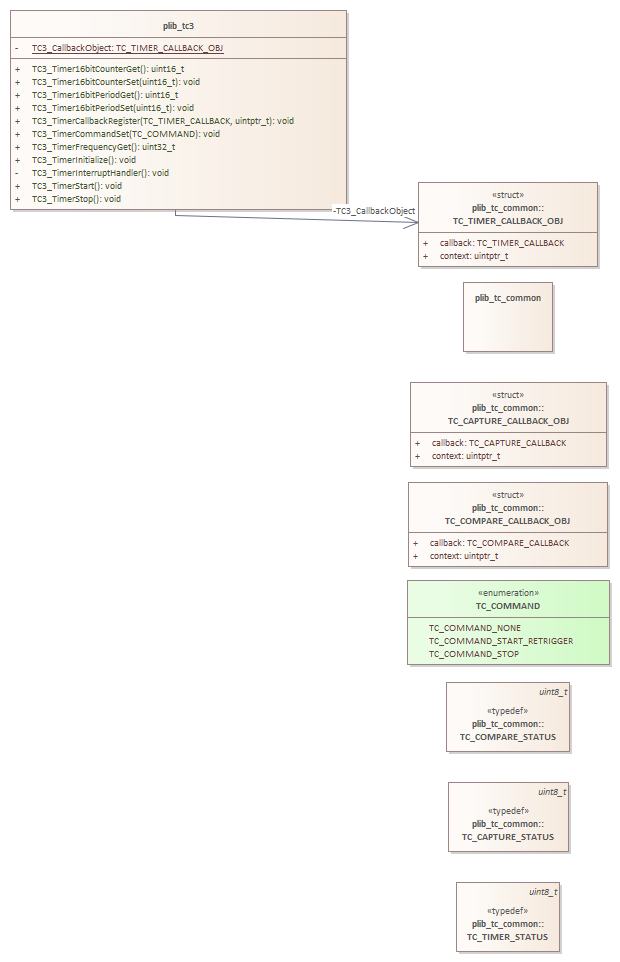 plib_tc3
- TC3_CallbackObject: TC_TIMER_CALLBACK_OBJ
+ TC3_Timer16bitCounterGet(): uint16_t
+ TC3_Timer16bitCounterSet(uint16_t): void
+ TC3_Timer16bitPeriodGet(): uint16_t
+ TC3_Timer16bitPeriodSet(uint16_t): void
+ TC3_TimerCallbackRegister(TC_TIMER_CALLBACK, uintptr_t): void
+ TC3_TimerCommandSet(TC_COMMAND): void
+ TC3_TimerFrequencyGet(): uint32_t
+ TC3_TimerInitialize(): void
- TC3_TimerInterruptHandler(): void
+ TC3_TimerStart(): void
+ TC3_TimerStop(): void
-TC3_CallbackObject
«struct»
plib_tc_common::
TC_TIMER_CALLBACK_OBJ
+ callback: TC_TIMER_CALLBACK
+ context: uintptr_t
plib_tc_common
«struct»
plib_tc_common::
TC_CAPTURE_CALLBACK_OBJ
+ callback: TC_CAPTURE_CALLBACK
+ context: uintptr_t
«struct»
plib_tc_common::
TC_COMPARE_CALLBACK_OBJ
+ callback: TC_COMPARE_CALLBACK
+ context: uintptr_t
«enumeration»
TC_COMMAND
TC_COMMAND_NONE
TC_COMMAND_START_RETRIGGER
TC_COMMAND_STOP
uint8_t
«typedef»
plib_tc_common::
TC_COMPARE_STATUS
uint8_t
«typedef»
plib_tc_common::
TC_CAPTURE_STATUS
uint8_t
«typedef»
plib_tc_common::
TC_TIMER_STATUS